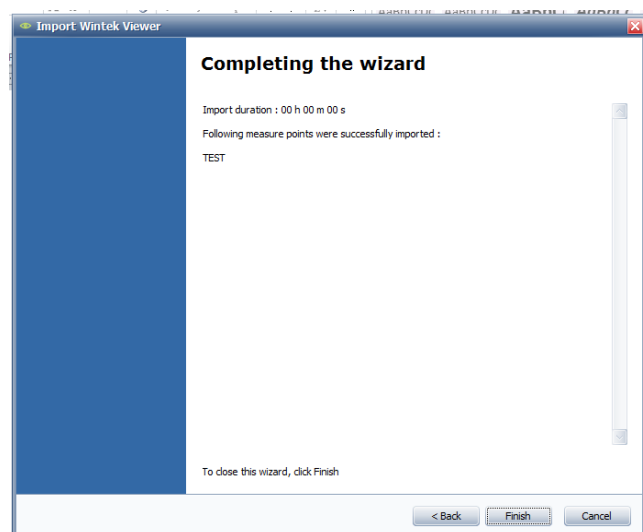 Import Wintek Viewer
Completing the wizard
Import duration : 00 h 00 m 00 s
Following measure points were successfully imported :
TEST
To close this wizard, click Finish
< Back
Finish
Cancel